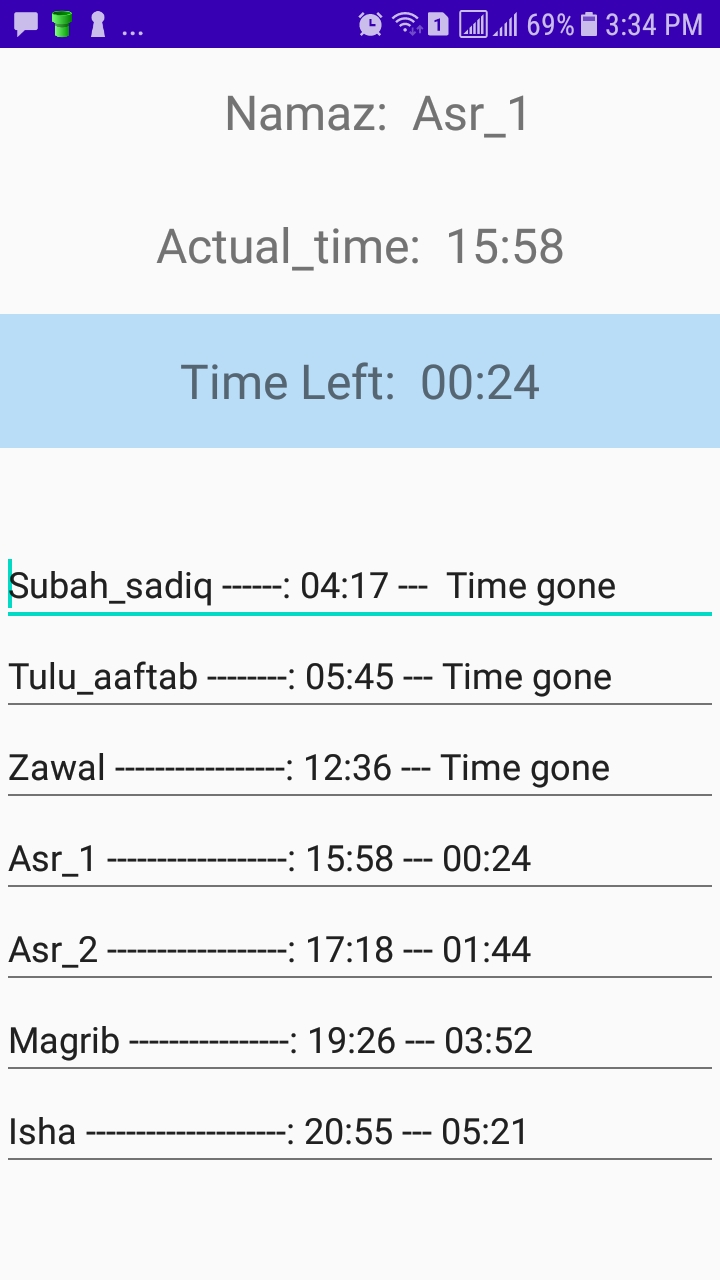 ... 1 69% 3:34 PM
Namaz: Asr_1
Actual_time: 15:58
Time Left: 00:24
Subah_sadiq ------: 04:17 --- Time gone
Tulu_aaftab --------: 05:45 --- Time gone
Zawal -----------------: 12:36 --- Time gone
Asr_1 ------------------: 15:58 --- 00:24
Asr_2 ------------------: 17:18 --- 01:44
Magrib ----------------: 19:26 --- 03:52
Isha --------------------: 20:55 --- 05:21